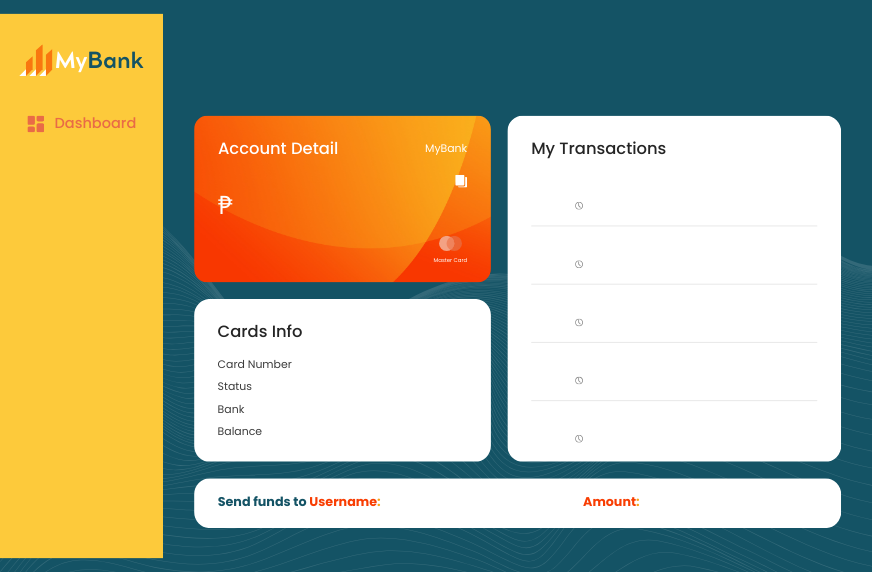 MyBank
Dashboard
Account Detail
MyBank
₱
Master Card
Cards Info
Card Number
Status
Bank
Balance
My Transactions
Send funds to Username:
Amount: